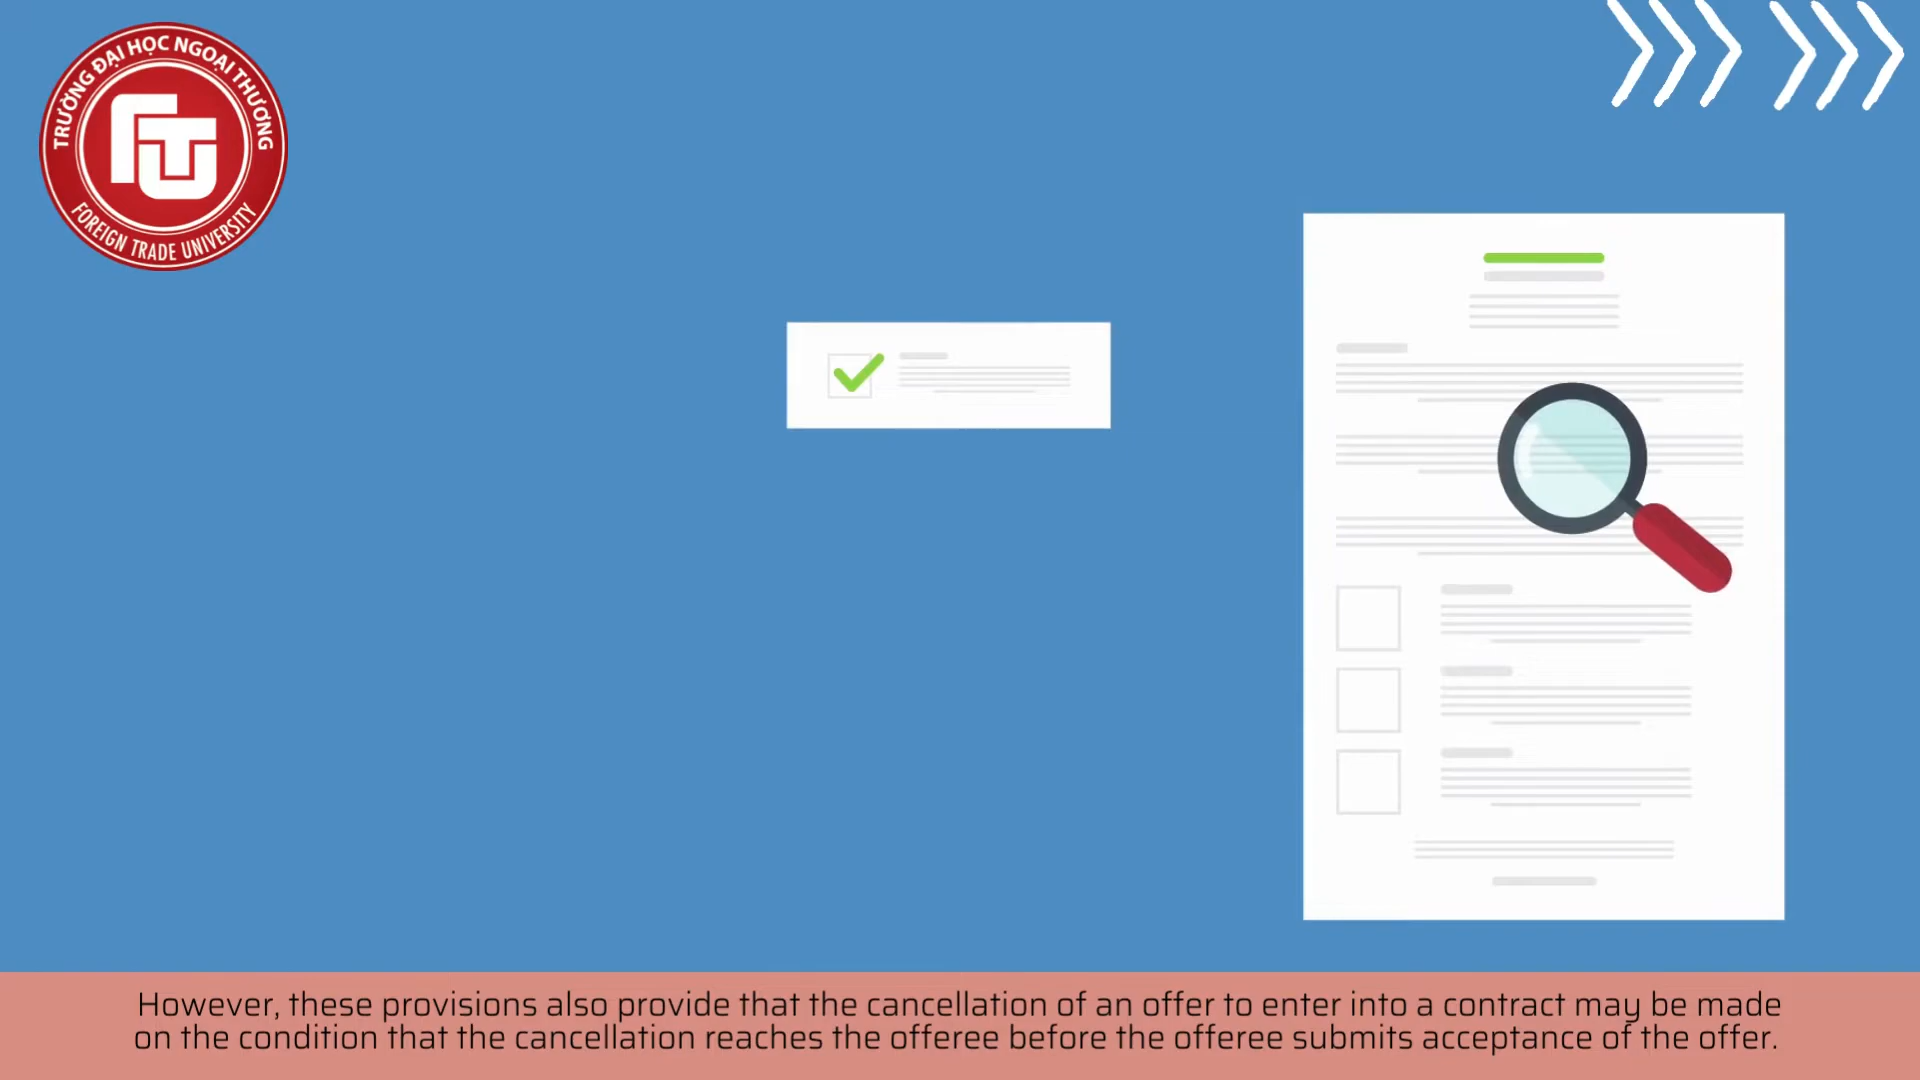 TRƯỜNG ĐẠI HỌC NGOẠI THƯƠNG
FTU
FOREIGN TRADE UNIVERSITY
However, these provisions also provide that the cancellation of an offer to enter into a contract may be made
on the condition that the cancellation reaches the offeree before the offeree submits acceptance of the offer.